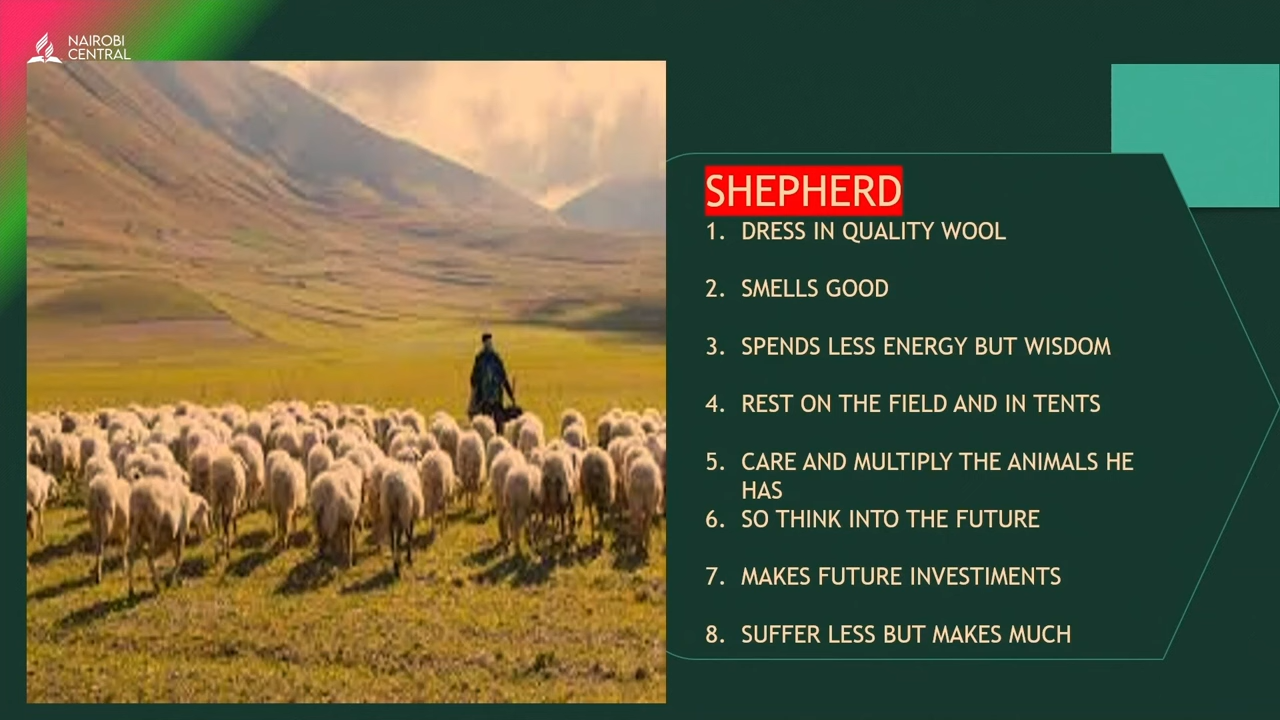 NAIROBI
CENTRAL
SHEPHERD
1. DRESS IN QUALITY WOOL
2. SMELLS GOOD
3. SPENDS LESS ENERGY BUT WISDOM
4. REST ON THE FIELD AND IN TENTS
5. CARE AND MULTIPLY THE ANIMALS HE
HAS
6. SO THINK INTO THE FUTURE
7. MAKES FUTURE INVESTIMENTS
8. SUFFER LESS BUT MAKES MUCH